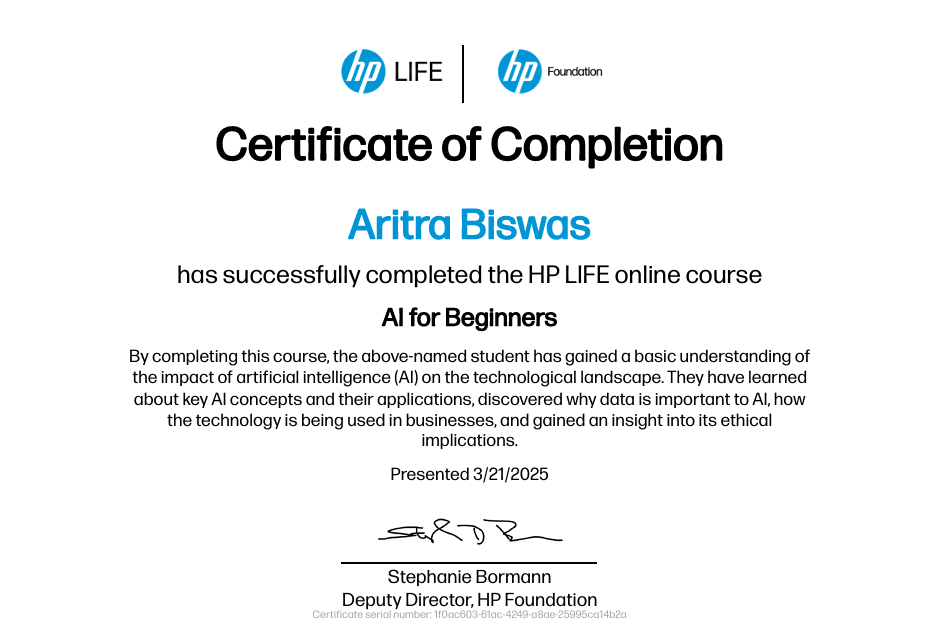 hp LIFE hp Foundation
Certificate of Completion
Aritra Biswas
has successfully completed the HP LIFE online course
AI for Beginners
By completing this course, the above-named student has gained a basic understanding of
the impact of artificial intelligence (AI) on the technological landscape. They have learned
about key AI concepts and their applications, discovered why data is important to AI, how
the technology is being used in businesses, and gained an insight into its ethical
implications.
Presented 3/21/2025
Stephanie Bormann
Deputy Director, HP Foundation
Certificate serial number: 1f0ac603-61ac-4249-a8ae-25995ca14b2a